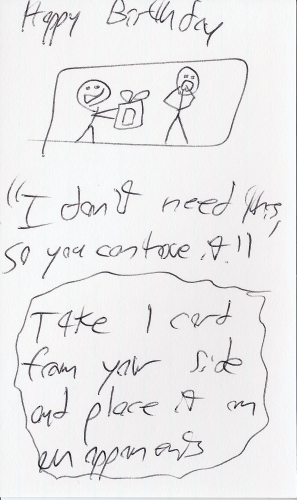 Happy Birthday
"I don't need this,
so you can have it!"
Take 1 card
from your side
and place it on
an opponents